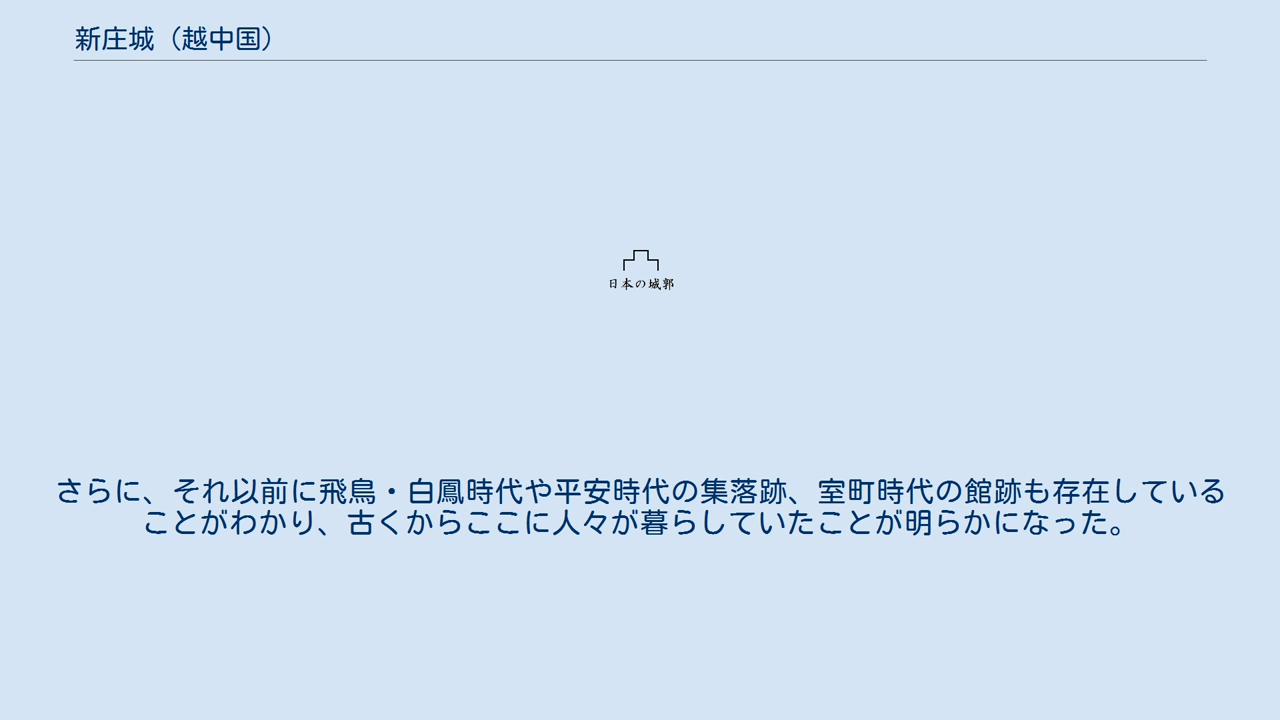 新庄城（越中国）
日本の城郭
さらに、それ以前に飛鳥・白鳳時代や平安時代の集落跡、室町時代の館跡も存在している
ことがわかり、古くからここに人々が暮らしていたことが明らかになった。